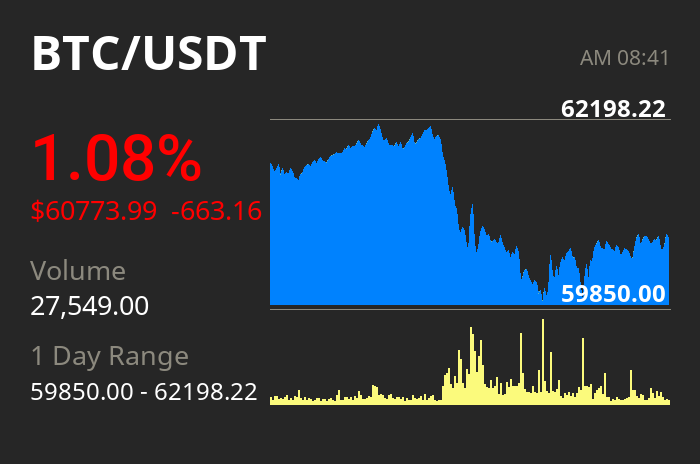 BTC/USDT
AM 08:41
62198.22
1.08%
$60773.99 -663.16
Volume
27,549.00
59850.00
1 Day Range
59850.00 - 62198.22